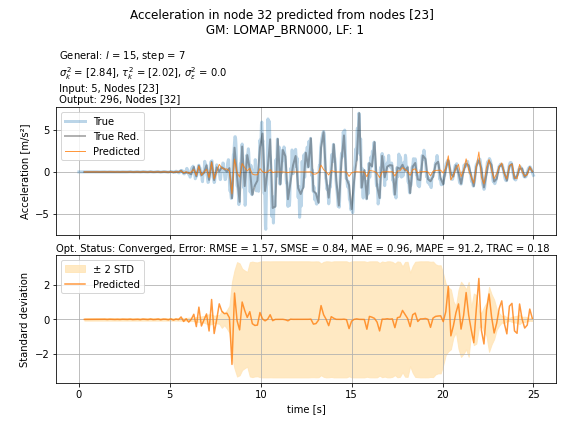 Acceleration in node 32 predicted from nodes [23]
GM: LOMAP_BRN000, LF: 1
General: l = 15, step = 7
σ²ₖ = [2.84], τ²ₖ = [2.02], σ²ε = 0.0
Input: 5, Nodes [23]
Output: 296, Nodes [32]
True
True Red.
Predicted
5
0
−5
Acceleration [m/s²]
Opt. Status: Converged, Error: RMSE = 1.57, SMSE = 0.84, MAE = 0.96, MAPE = 91.2, TRAC = 0.18
± 2 STD
Predicted
2
0
−2
Standard deviation
0 5 10 15 20 25
time [s]